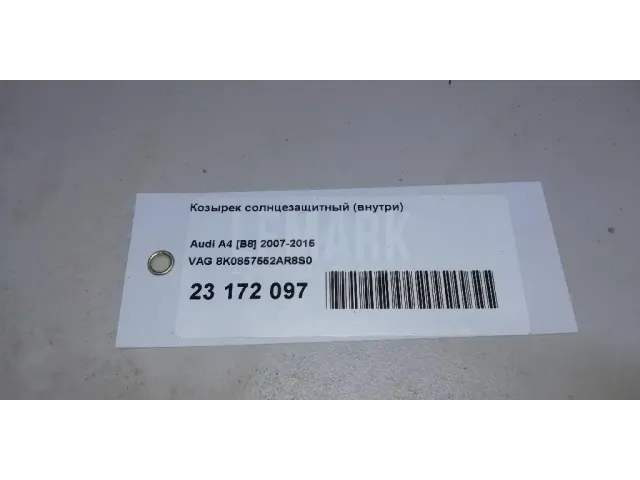 Козырек солнцезащитный (внутри)
Audi A4 [B8] 2007-2015
VAG 8K0857552AR8S0
23 172 097